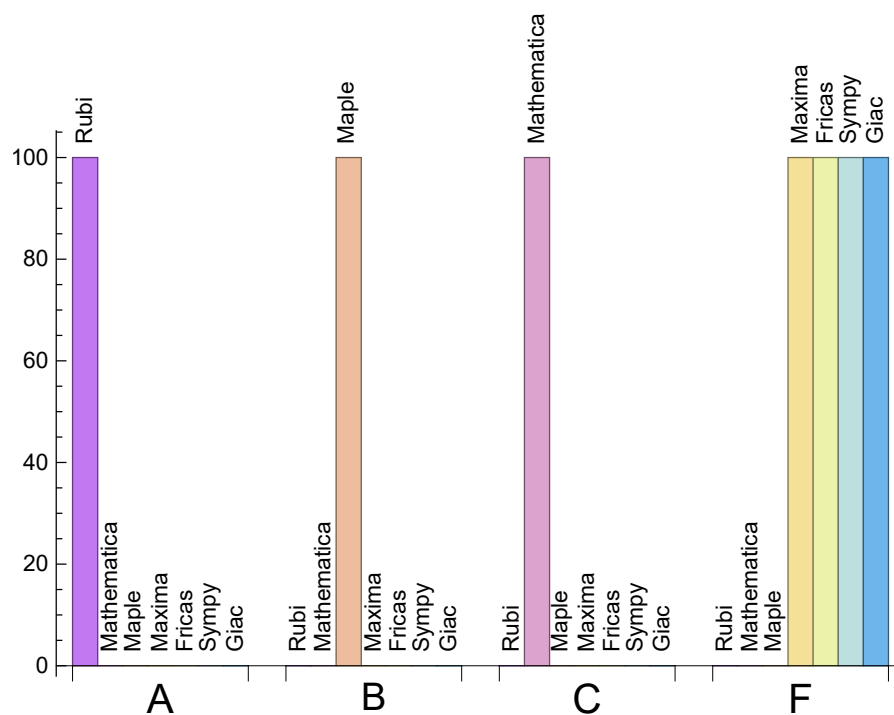 100
80
60
40
20
0
Rubi
Mathematica
Maple
Maxima
Fricas
Sympy
Giac
A
Rubi
Mathematica
Maple
Maxima
Fricas
Sympy
Giac
B
Rubi
Mathematica
Maple
Maxima
Fricas
Sympy
Giac
C
Rubi
Mathematica
Maple
Maxima
Fricas
Sympy
Giac
F